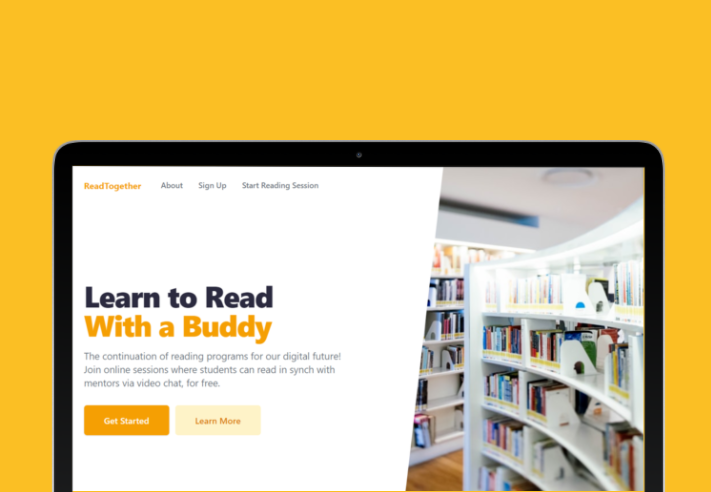 ReadTogether About Sign Up Start Reading Session
Learn to Read
With a Buddy
The continuation of reading programs for our digital future!
Join online sessions where students can read in synch with
mentors via video chat, for free.
Get Started Learn More